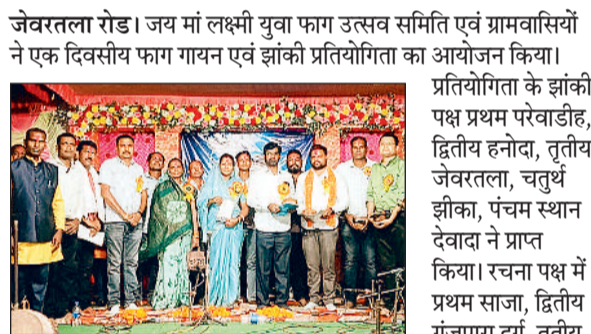 जेवरतला रोड। जय मां लक्ष्मी युवा फाग उत्सव समिति एवं ग्रामवासियों
ने एक दिवसीय फाग गायन एवं झांकी प्रतियोगिता का आयोजन किया।
प्रतियोगिता के झांकी
पक्ष प्रथम परेवाडीह,
द्वितीय हनोदा, तृतीय
जेवरतला, चतुर्थ
झीका, पंचम स्थान
देवादा ने प्राप्त
किया। रचना पक्ष में
प्रथम साजा, द्वितीय